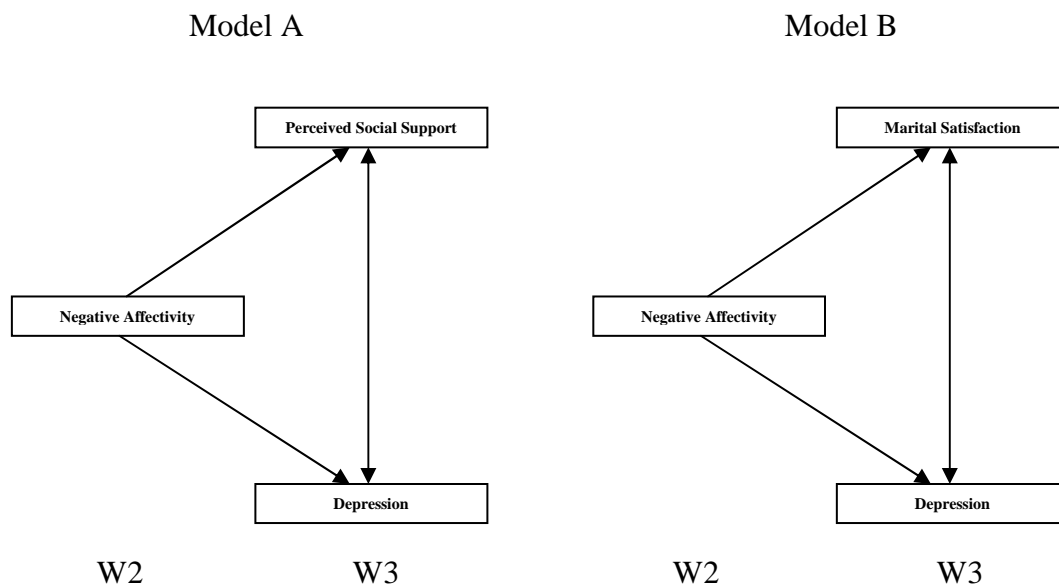 Model A
Model B
Perceived Social Support
Marital Satisfaction
Negative Affectivity
Negative Affectivity
Depression
Depression
W2
W3
W2
W3